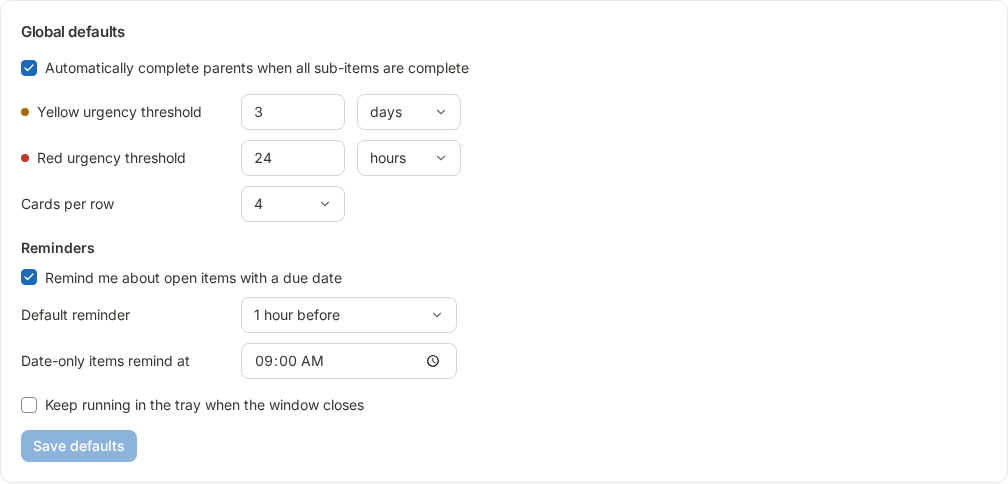 Global defaults
Automatically complete parents when all sub-items are complete
Yellow urgency threshold 3 days
Red urgency threshold 24 hours
Cards per row 4
Reminders
Remind me about open items with a due date
Default reminder 1 hour before
Date-only items remind at 09:00 AM
Keep running in the tray when the window closes
Save defaults